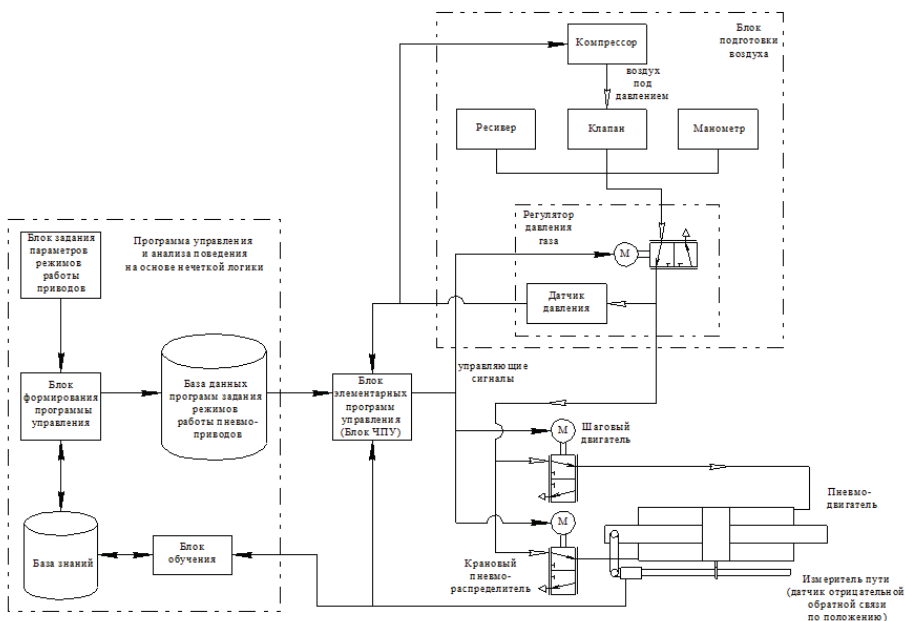 Блок
подготовки
воздуха
Компрессор
воздух
под
давлением
Ресивер
Клапан
Манометр
Регулятор
давления
газа
М
Датчик
давления
Блок задания
параметров
режимов
работы
приводов
Программа управления
и анализа поведения
на основе нечеткой логики
Блок
формирования
программы
управления
База данных
программ задания
режимов
работы пневмо-
приводов
Блок
элементарных
программ
управления
(Блок ЧПУ)
управляющие
сигналы
М
Шаговый
двигатель
Пневмо-
двигатель
М
База знаний
Блок
обучения
Крановый
пневмо-
распределитель
Измеритель пути
(датчик отрицательной
обратной связи
по положению)